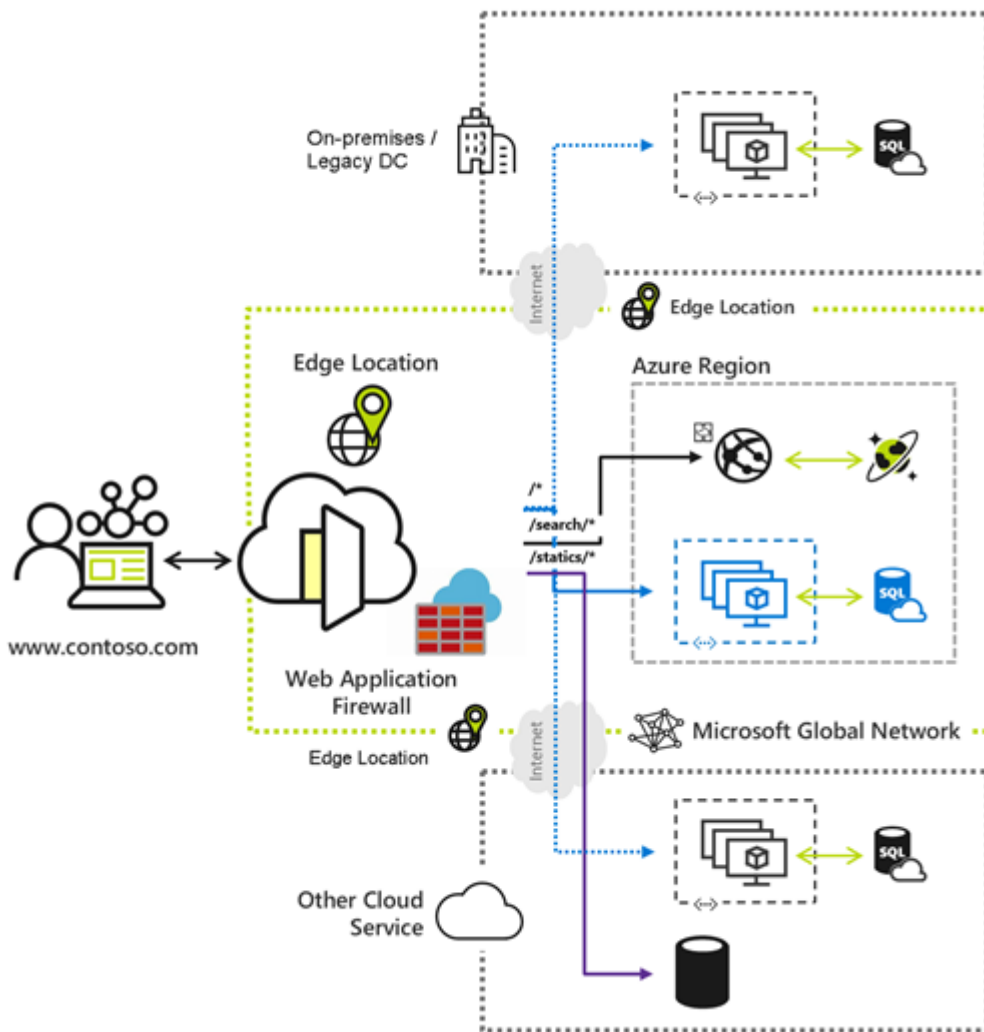 On-premises /
Legacy DC
SQL
Internet
Edge Location
Edge Location
Azure Region
/*
/search/*
/statics/*
www.contoso.com
SQL
Web Application
Firewall
Edge Location
Internet
Microsoft Global Network
SQL
Other Cloud
Service